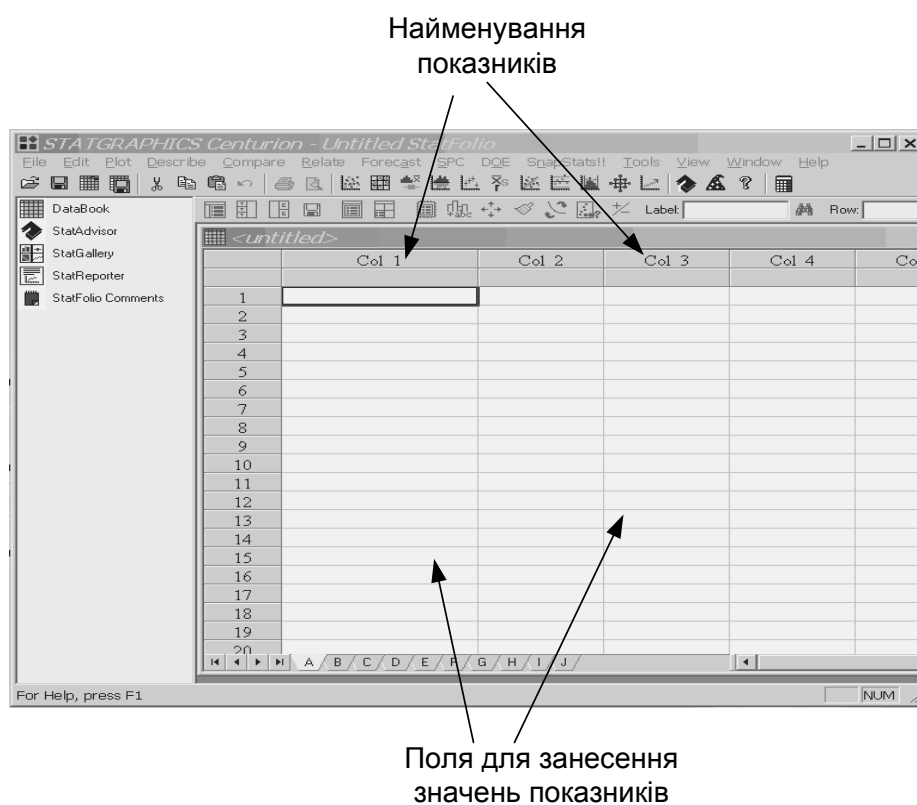 Найменування
показників
STATGRAPHICS Centurion - Untitled StatFolio
File Edit Plot Describe Compare Relate Forecast SPC DOE SnapStats!! Tools View Window Help
DataBook
StatAdvisor
StatGallery
StatReporter
StatFolio Comments
Label: Row:
<untitled>
Col 1 Col 2 Col 3 Col 4 Co
1
2
3
4
5
6
7
8
9
10
11
12
13
14
15
16
17
18
19
20
A B C D E F G H I J
For Help, press F1 NUM
Поля для занесення
значень показників